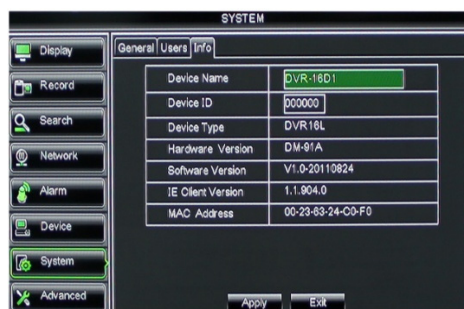 SYSTEM
Display
Record
Search
Network
Alarm
Device
System
Advanced
General Users Info
Device Name DVR-16D1
Device ID 000000
Device Type DVR16L
Hardware Version DM-91A
Software Version V1.0-20110824
IE Client Version 1.1.904.0
MAC Address 00-23-63-24-C0-F0
Apply Exit